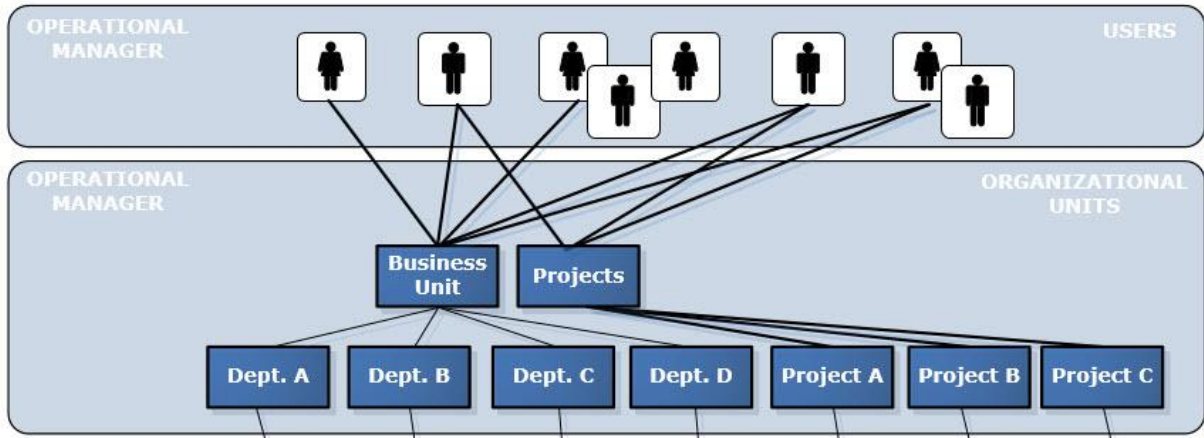 OPERATIONAL
MANAGER
USERS
OPERATIONAL
MANAGER
ORGANIZATIONAL
UNITS
Business
Unit
Projects
Dept. A
Dept. B
Dept. C
Dept. D
Project A
Project B
Project C